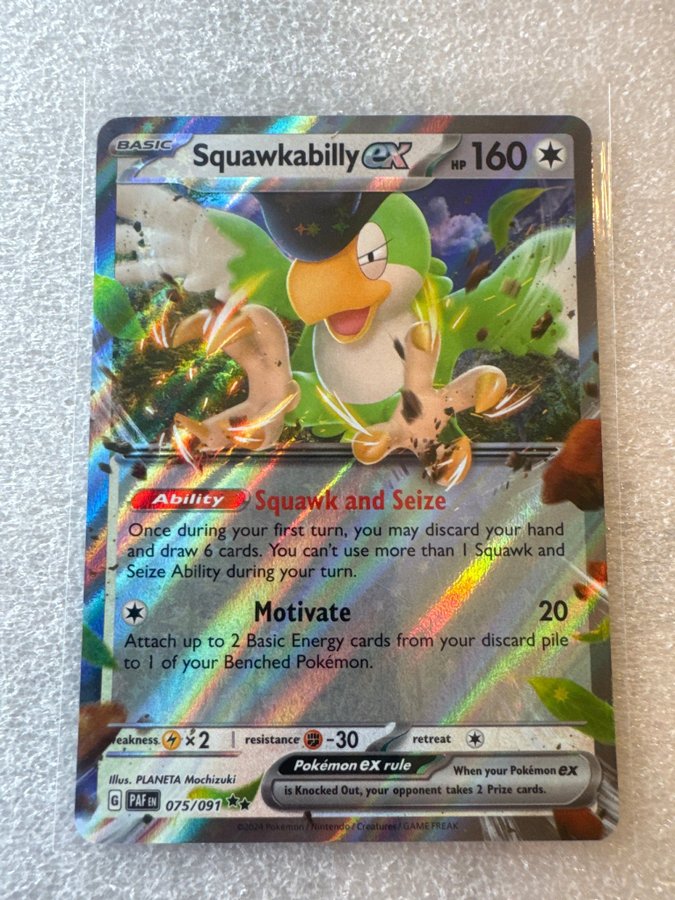 BASIC Squawkabilly ex HP 160
Ability Squawk and Seize
Once during your first turn, you may discard your hand
and draw 6 cards. You can't use more than 1 Squawk and
Seize Ability during your turn.
Motivate 20
Attach up to 2 Basic Energy cards from your discard pile
to 1 of your Benched Pokémon.
weakness ×2 resistance -30 retreat
Illus. PLANETA Mochizuki
Pokémon ex rule When your Pokémon ex
is Knocked Out, your opponent takes 2 Prize cards.
G PAF EN 075/091
©2024 Pokémon / Nintendo / Creatures / GAME FREAK